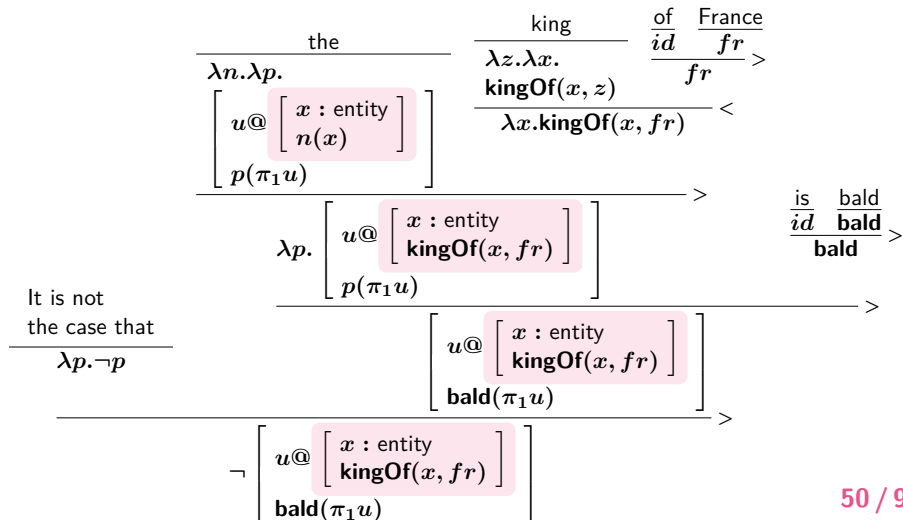 the
king
of France
λn.λp.
[ u@ [ x : entity
n(x) ]
p(π₁u) ]
λz.λx.
kingOf(x, z)
id fr
fr >
<
λx.kingOf(x, fr)
>
λp. [ u@ [ x : entity
kingOf(x, fr) ]
p(π₁u) ]
is bald
id bald
bald >
>
It is not
the case that
λp.¬p
[ u@ [ x : entity
kingOf(x, fr) ]
bald(π₁u) ]
>
¬ [ u@ [ x : entity
kingOf(x, fr) ]
bald(π₁u) ]
50 / 9